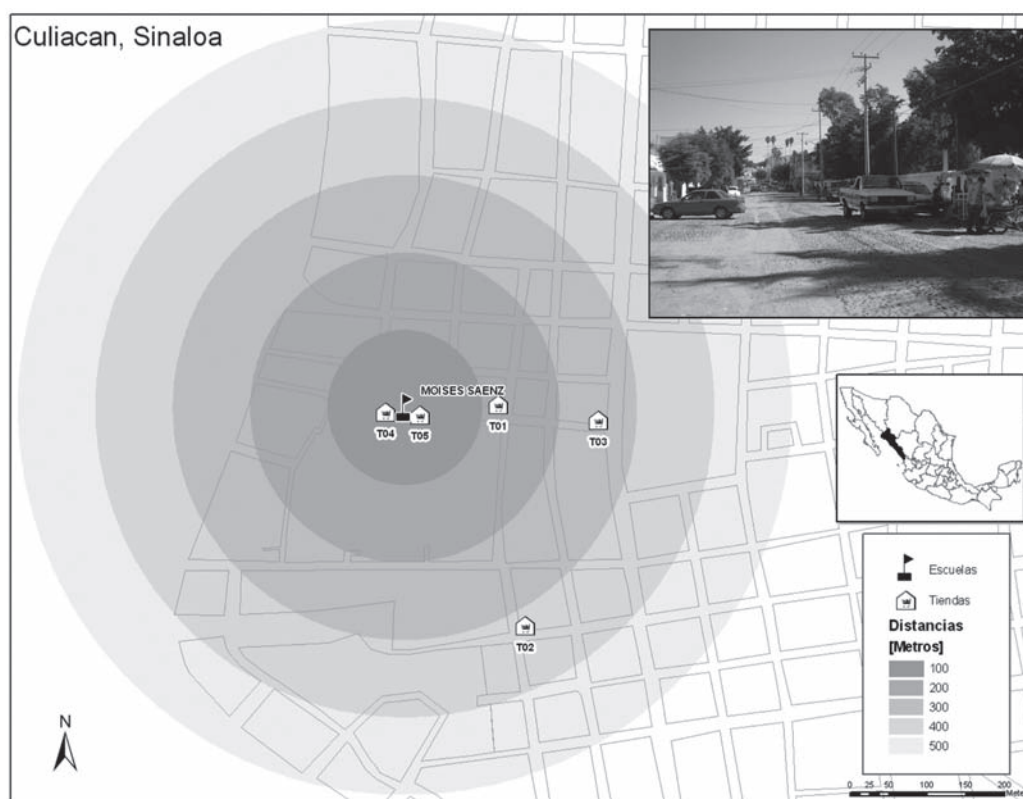 Culiacan, Sinaloa
MOISES SAENZ
T04
T05
T01
T03
T02
N
Escuelas
Tiendas
Distancias
[Metros]
100
200
300
400
500
0 25 50 100 150 200